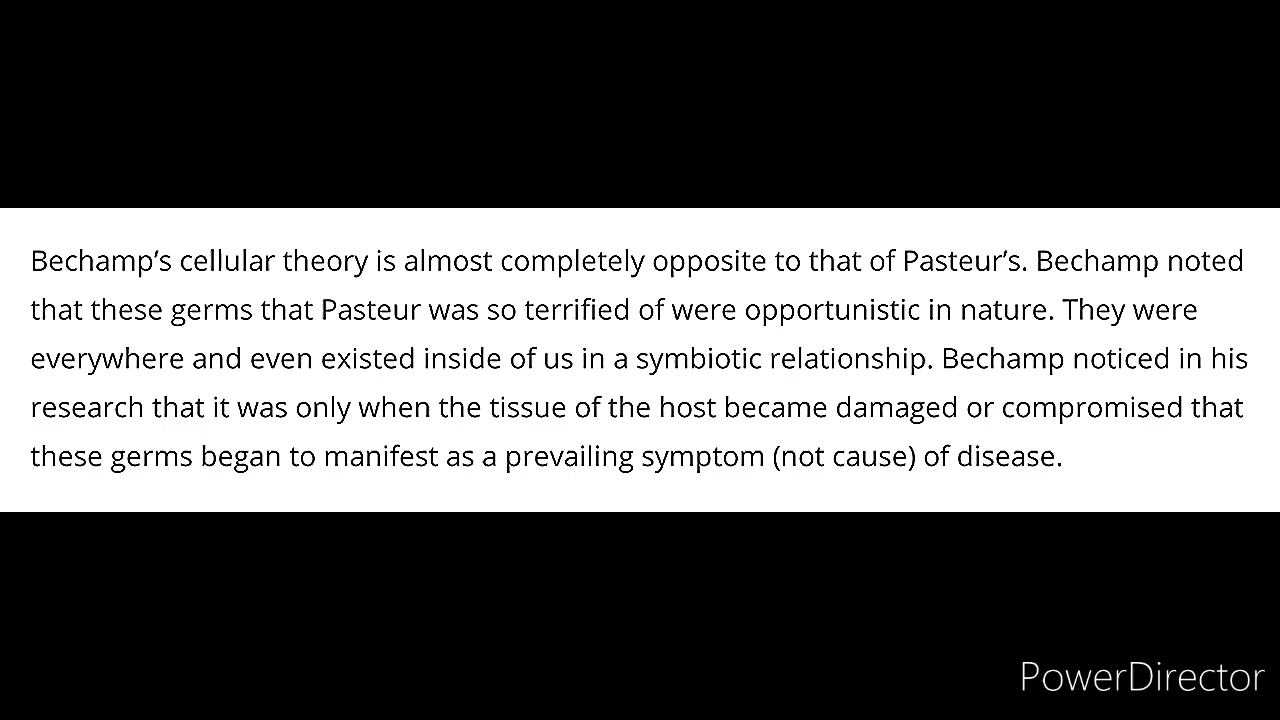 Bechamp’s cellular theory is almost completely opposite to that of Pasteur’s. Bechamp noted
that these germs that Pasteur was so terrified of were opportunistic in nature. They were
everywhere and even existed inside of us in a symbiotic relationship. Bechamp noticed in his
research that it was only when the tissue of the host became damaged or compromised that
these germs began to manifest as a prevailing symptom (not cause) of disease.
PowerDirector